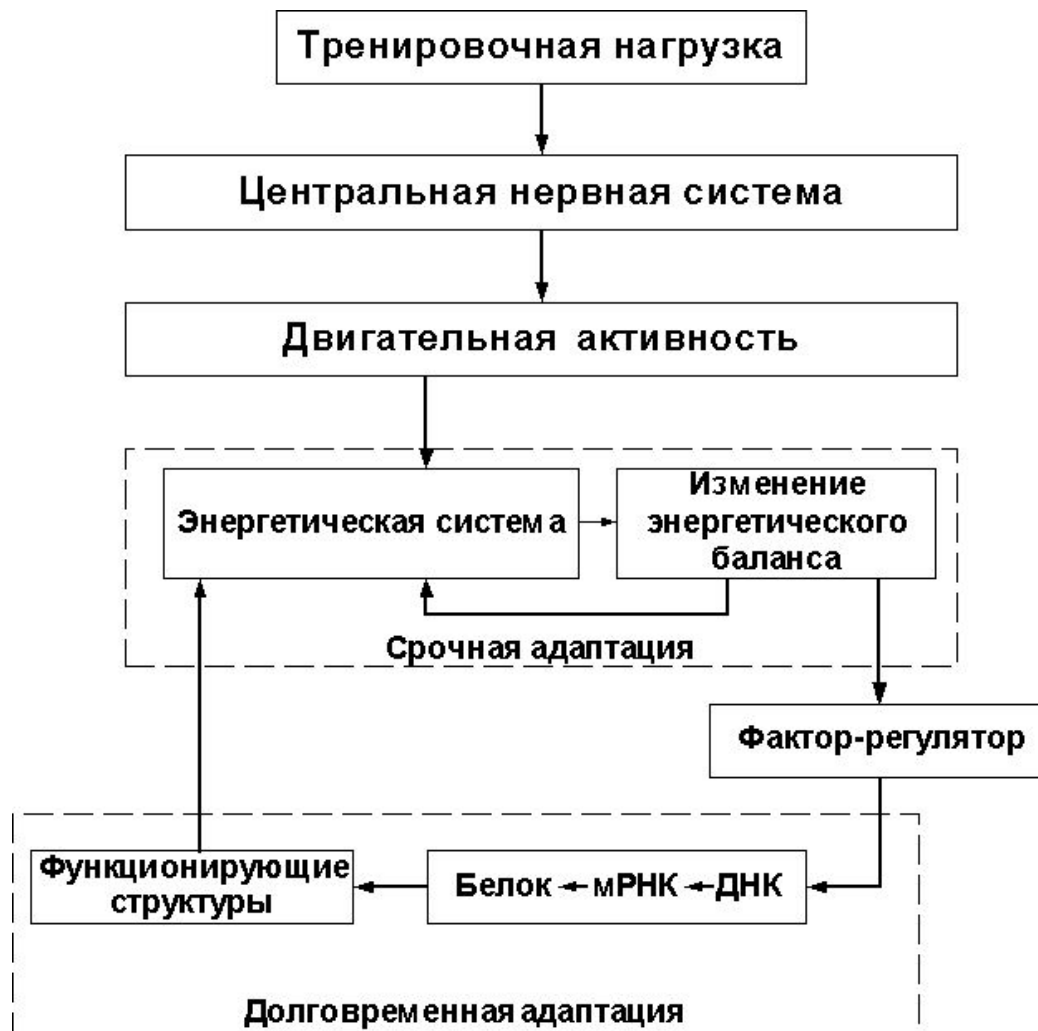 Тренировочная нагрузка
Центральная нервная система
Двигательная активность
Энергетическая система
Изменение
энергетического
баланса
Срочная адаптация
Фактор-регулятор
Функционирующие
структуры
Белок мРНК ДНК
Долговременная адаптация